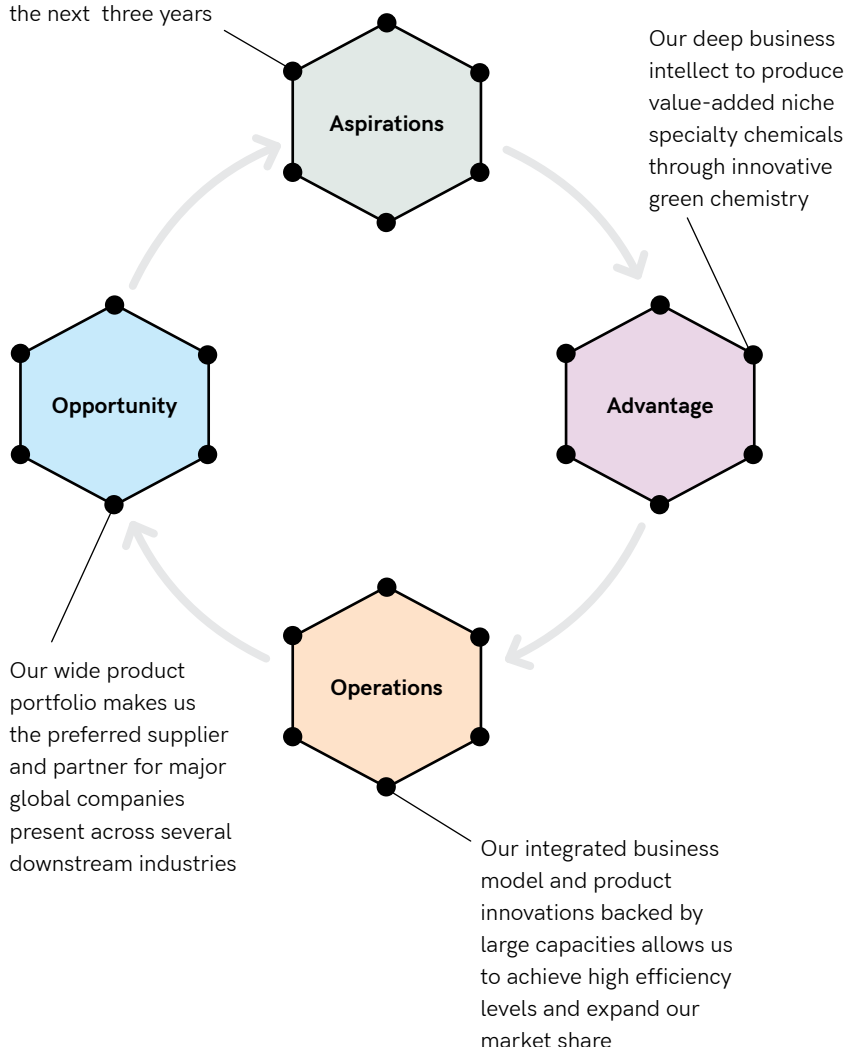 the next three years
Aspirations
Our deep business
intellect to produce
value-added niche
specialty chemicals
through innovative
green chemistry
Opportunity
Advantage
Operations
Our wide product
portfolio makes us
the preferred supplier
and partner for major
global companies
present across several
downstream industries
Our integrated business
model and product
innovations backed by
large capacities allows us
to achieve high efficiency
levels and expand our
market share